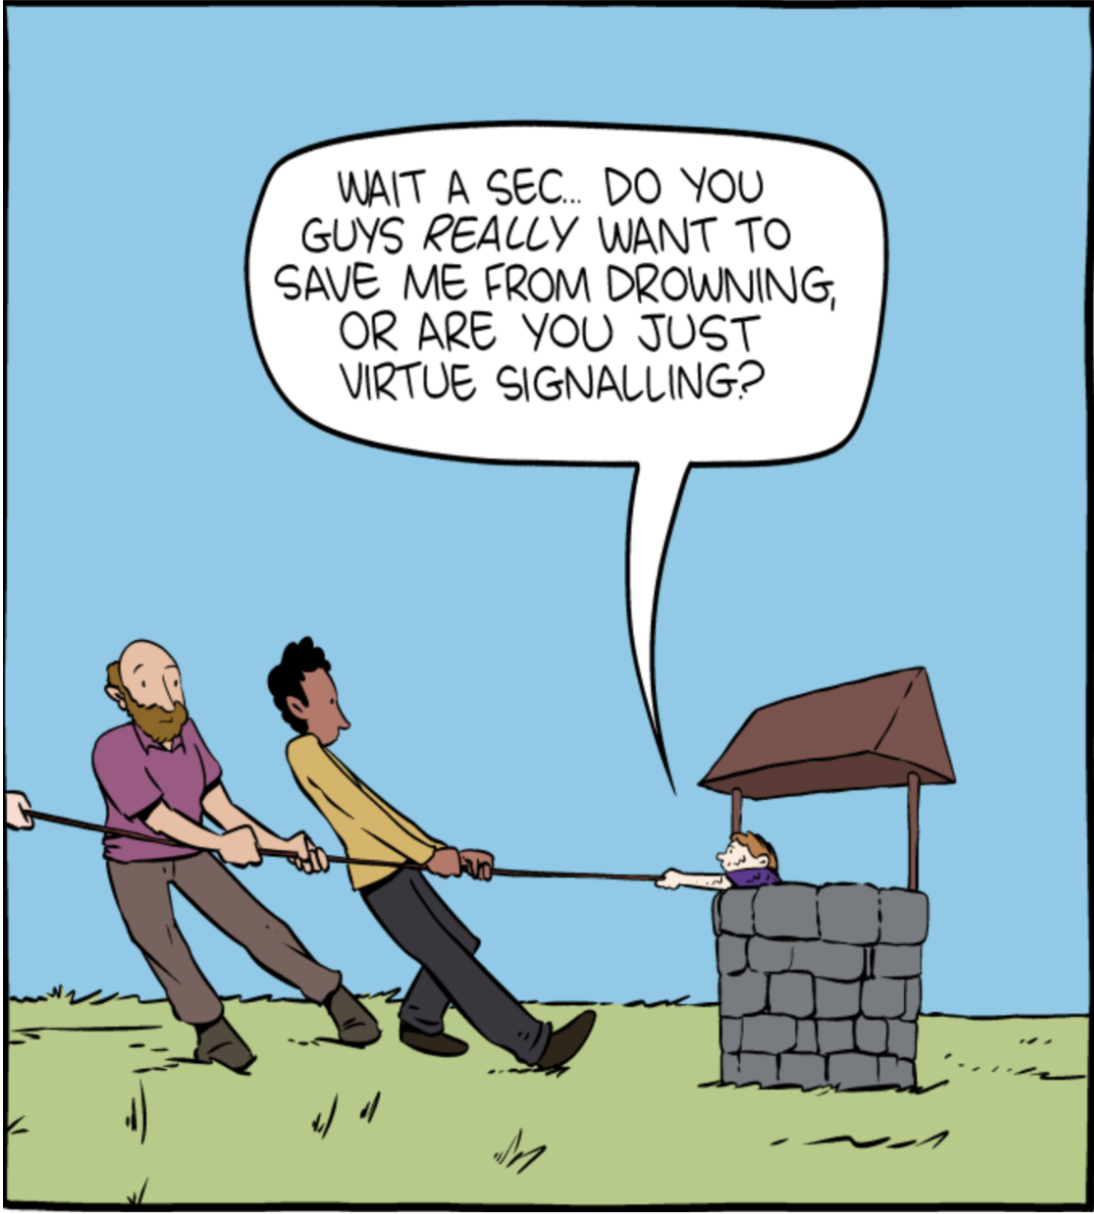 WAIT A SEC... DO YOU
GUYS REALLY WANT TO
SAVE ME FROM DROWNING,
OR ARE YOU JUST
VIRTUE SIGNALLING?